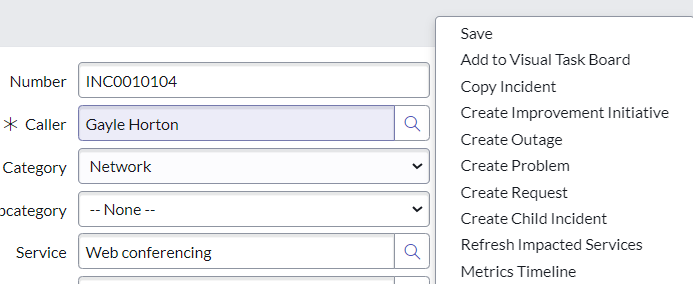 Number INC0010104
Caller Gayle Horton
Category Network
bcategory -- None --
Service Web conferencing
Save
Add to Visual Task Board
Copy Incident
Create Improvement Initiative
Create Outage
Create Problem
Create Request
Create Child Incident
Refresh Impacted Services
Metrics Timeline